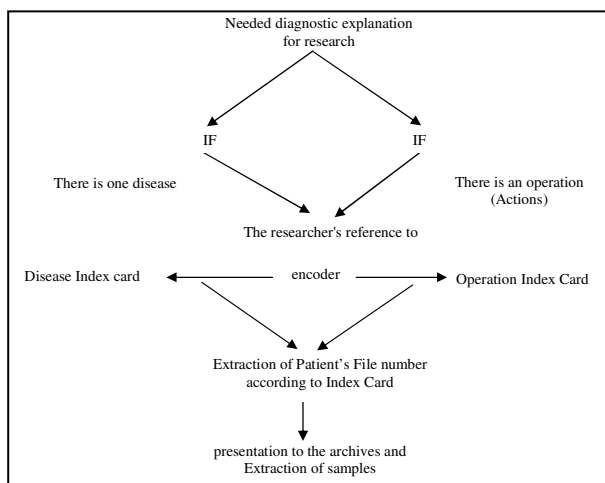 Needed diagnostic explanation
for research
IF
IF
There is one disease
There is an operation
(Actions)
The researcher's reference to
Disease Index card
encoder
Operation Index Card
Extraction of Patient's File number
according to Index Card
presentation to the archives and
Extraction of samples